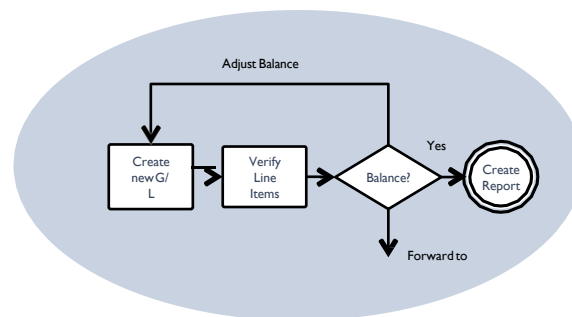 Adjust Balance
Create
new G/
L
Verify
Line
Items
Balance?
Yes
Create
Report
Forward to